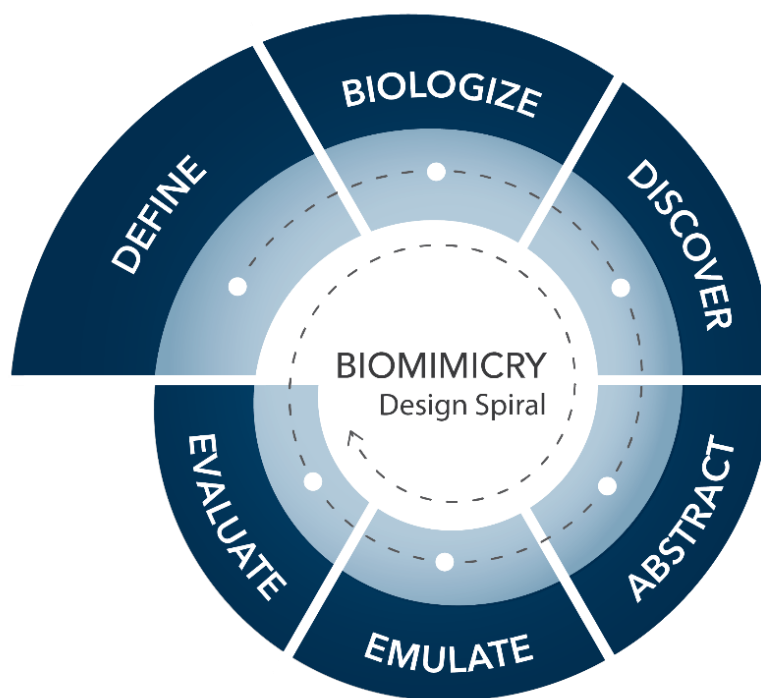 DEFINE
BIOLOGIZE
DISCOVER
ABSTRACT
EMULATE
EVALUATE
BIOMIMICRY
Design Spiral